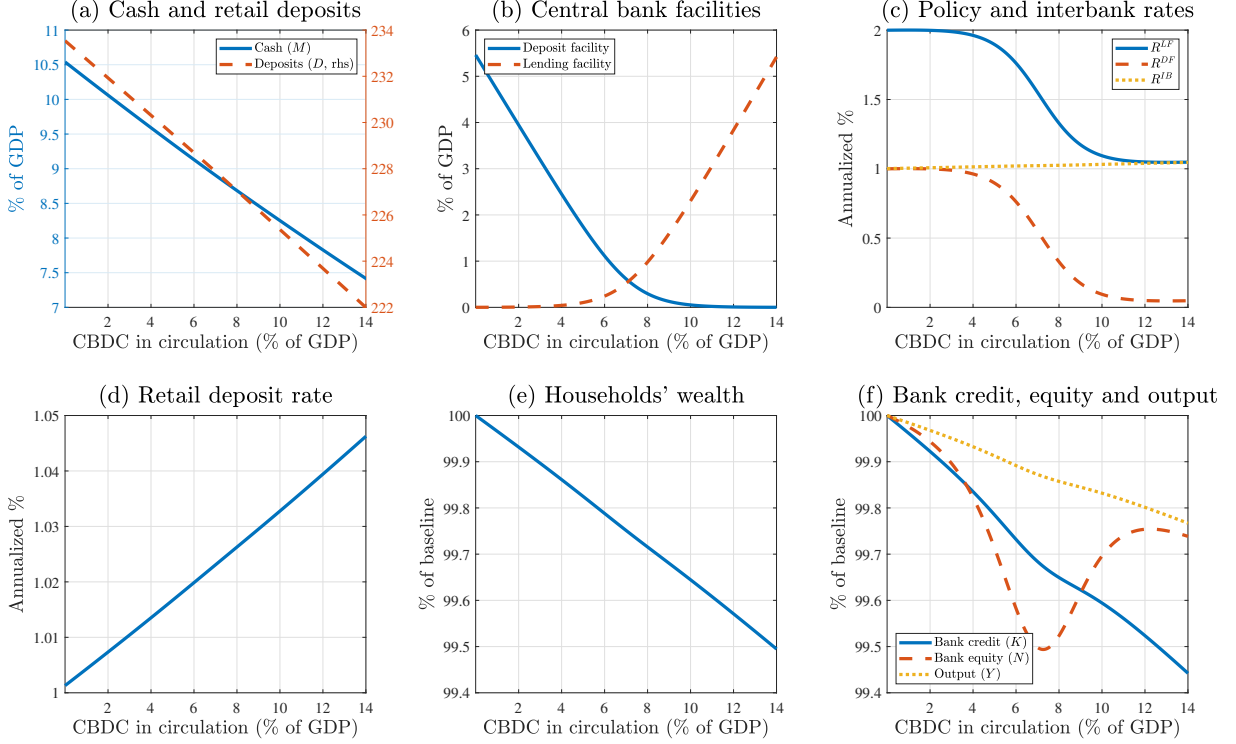 (a) Cash and retail deposits
11
10.5
10
9.5
9
8.5
8
7.5
7
% of GDP
234
232
230
228
226
224
222
Cash (M)
Deposits (D, rhs)
2 4 6 8 10 12 14
CBDC in circulation (% of GDP)
(b) Central bank facilities
6
5
4
3
2
1
0
% of GDP
Deposit facility
Lending facility
2 4 6 8 10 12 14
CBDC in circulation (% of GDP)
(c) Policy and interbank rates
2
1.5
1
0.5
0
Annualized %
R^{LF}
R^{DF}
R^{IB}
2 4 6 8 10 12 14
CBDC in circulation (% of GDP)
(d) Retail deposit rate
1.05
1.04
1.03
1.02
1.01
1
Annualized %
2 4 6 8 10 12 14
CBDC in circulation (% of GDP)
(e) Households' wealth
100
99.9
99.8
99.7
99.6
99.5
99.4
% of baseline
2 4 6 8 10 12 14
CBDC in circulation (% of GDP)
(f) Bank credit, equity and output
100
99.9
99.8
99.7
99.6
99.5
99.4
% of baseline
Bank credit (K)
Bank equity (N)
Output (Y)
2 4 6 8 10 12 14
CBDC in circulation (% of GDP)